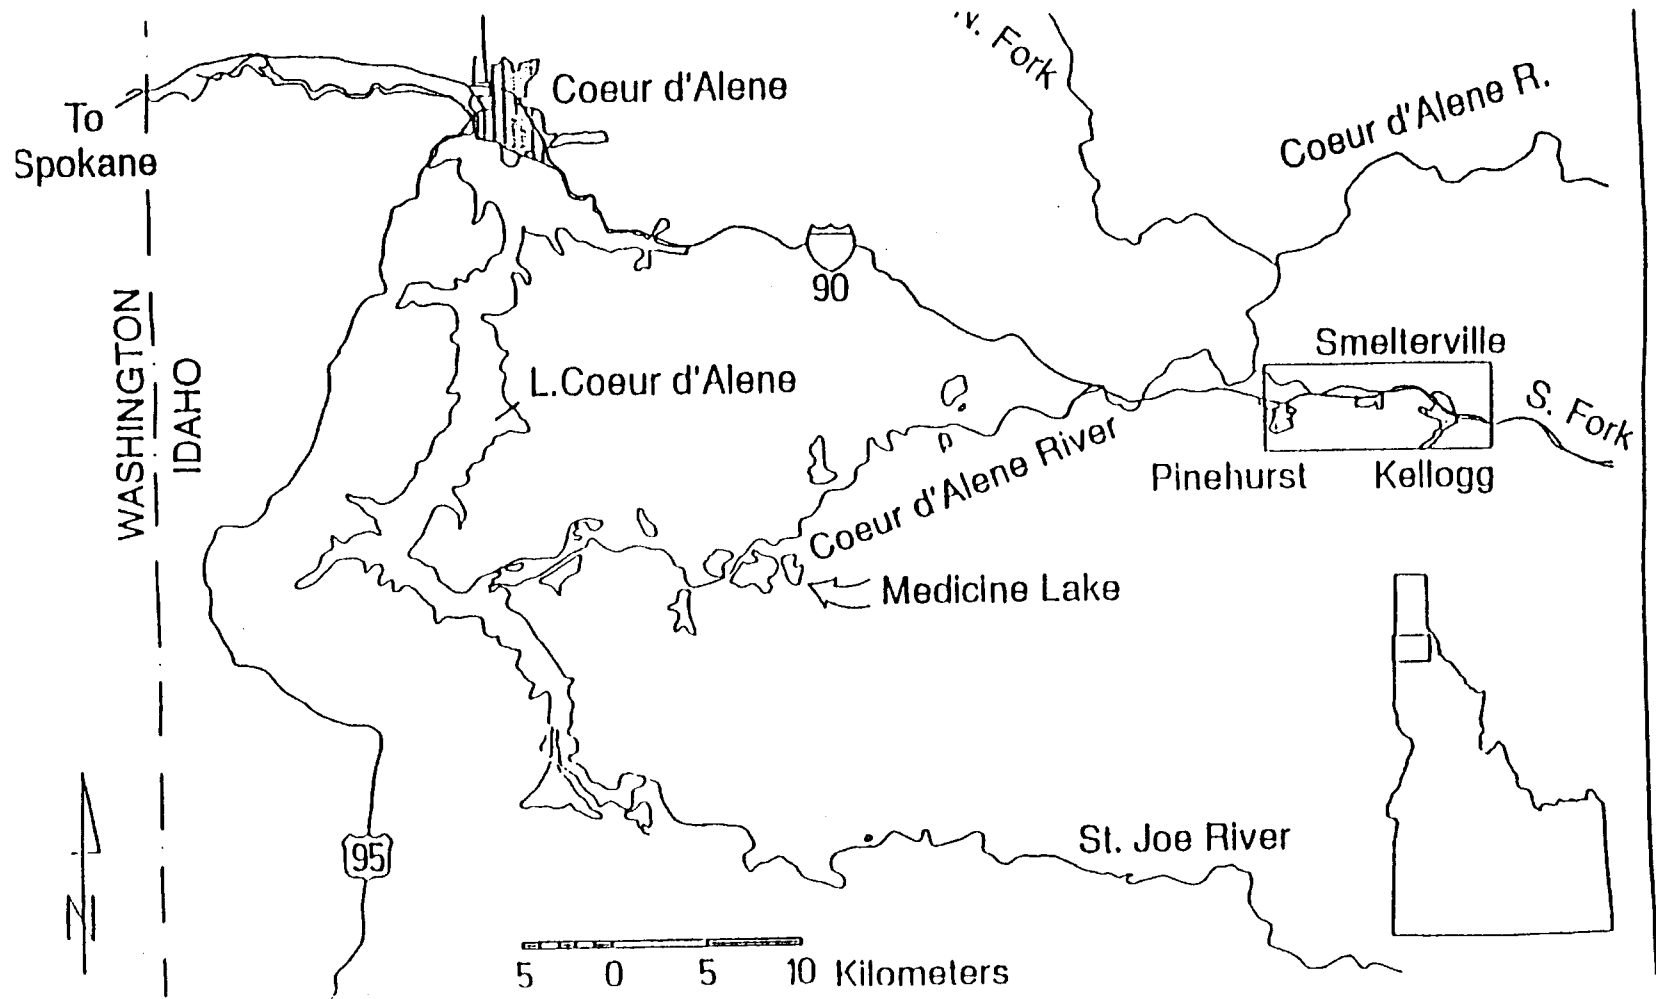 N. Fork
Coeur d'Alene
Coeur d'Alene R.
To
Spokane
90
WASHINGTON
IDAHO
Smelterville
L.Coeur d'Alene
S. Fork
Coeur d'Alene River
Pinehurst
Kellogg
Medicine Lake
95
St. Joe River
N
5 0 5 10 Kilometers